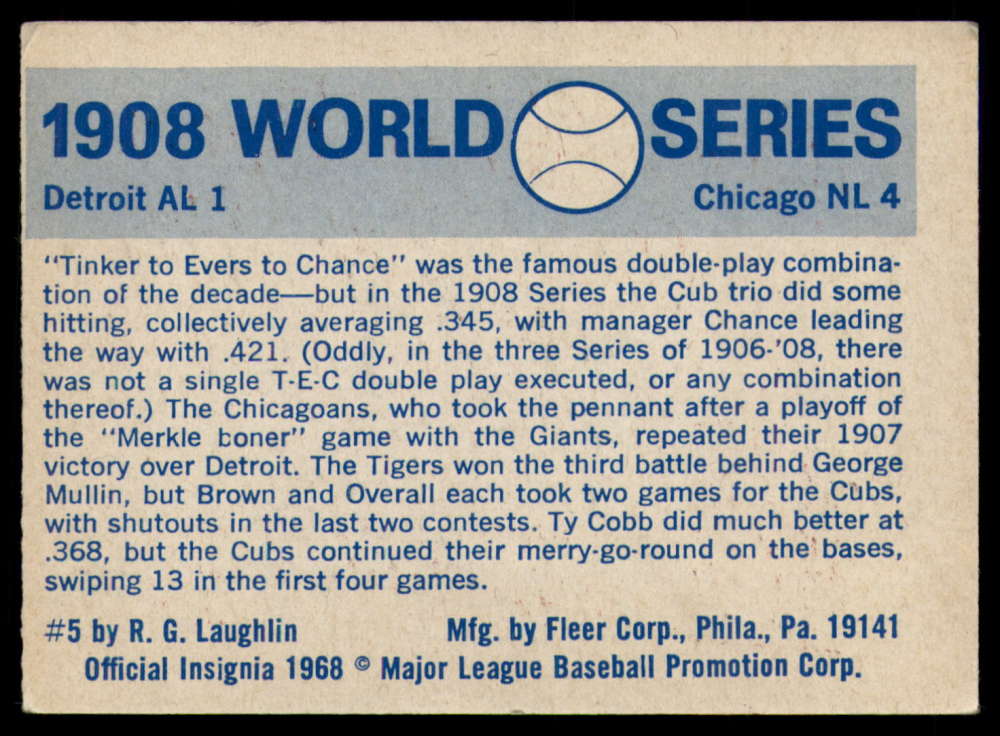 1908 WORLD SERIES
Detroit AL 1 Chicago NL 4
"Tinker to Evers to Chance" was the famous double-play combina-
tion of the decade—but in the 1908 Series the Cub trio did some
hitting, collectively averaging .345, with manager Chance leading
the way with .421. (Oddly, in the three Series of 1906-'08, there
was not a single T-E-C double play executed, or any combination
thereof.) The Chicagoans, who took the pennant after a playoff of
the "Merkle boner" game with the Giants, repeated their 1907
victory over Detroit. The Tigers won the third battle behind George
Mullin, but Brown and Overall each took two games for the Cubs,
with shutouts in the last two contests. Ty Cobb did much better at
.368, but the Cubs continued their merry-go-round on the bases,
swiping 13 in the first four games.
#5 by R. G. Laughlin Mfg. by Fleer Corp., Phila., Pa. 19141
Official Insignia 1968 © Major League Baseball Promotion Corp.